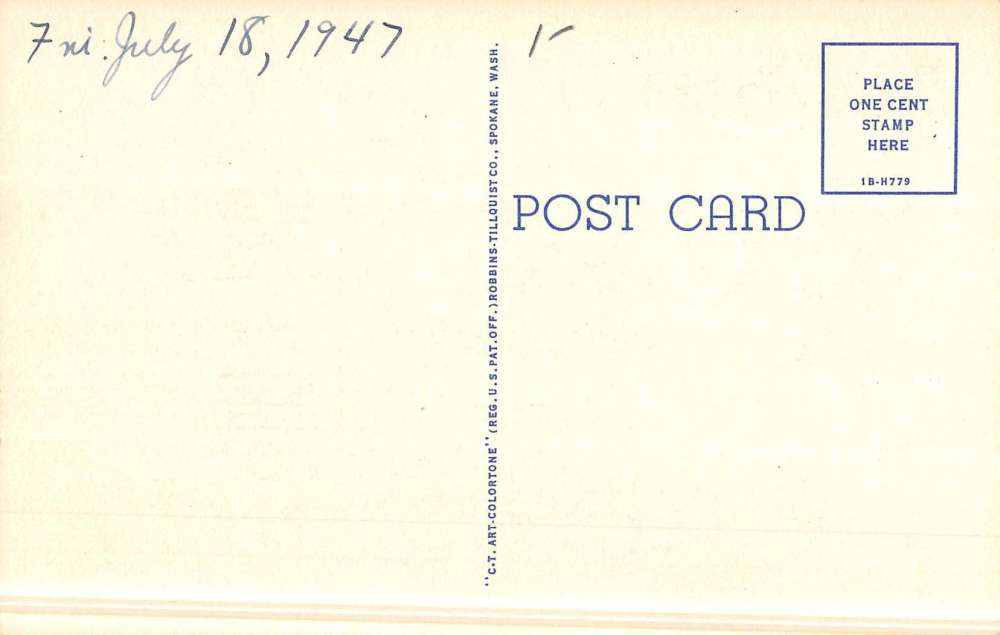 Fri. July 18, 1947
1-
"C.T. ART-COLORTONE" (REG. U.S. PAT. OFF.) ROBBINS-TILLQUIST CO., SPOKANE, WASH.
POST CARD
PLACE
ONE CENT
STAMP
HERE
1B-H779